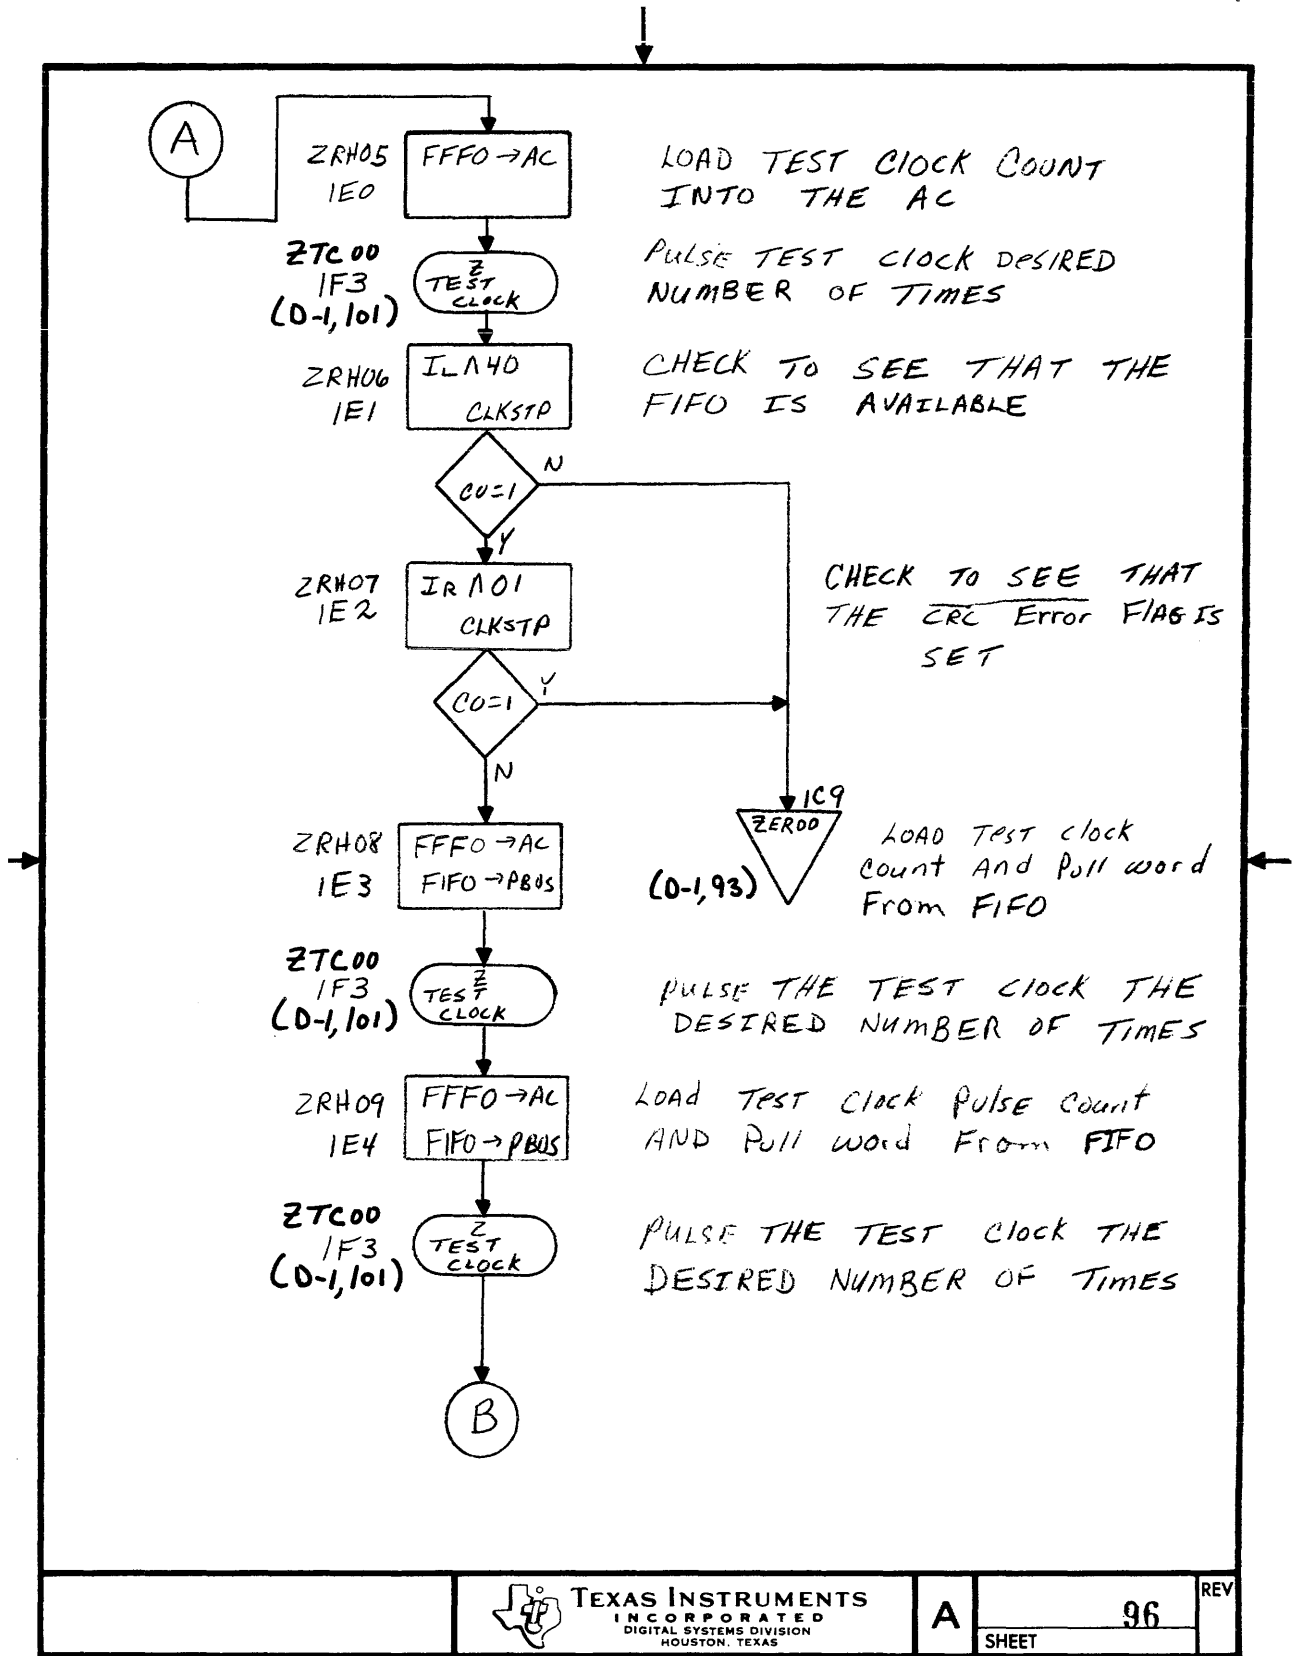 A
ZRH05
1E0
FFF0→AC
LOAD TEST Clock COUNT
INTO THE AC
ZTC00
1F3
(D-1,101)
Z
TEST
CLOCK
PULSE TEST Clock DESIRED
NUMBER OF TIMES
ZRH06
1E1
IL∧40
CLKSTP
CHECK TO SEE THAT THE
FIFO IS AVAILABLE
CO=1
N
Y
ZRH07
1E2
IR∧01
CLKSTP
CHECK TO SEE THAT
THE C̅R̅C̅ E̅r̅r̅o̅r̅ FlAG IS
SET
CO=1
Y
N
1C9
ZER00
(D-1,93)
ZRH08
1E3
FFF0→AC
FIFO→PBUS
LOAD Test clock
Count And Pull word
From FIFO
ZTC00
1F3
(D-1,101)
Z
TEST
CLOCK
PULSE THE TEST Clock THE
DESIRED NUMBER OF TIMES
ZRH09
1E4
FFF0→AC
FIFO→PBUS
LOAd Test Clock Pulse Count
AND Pull word From FIFO
ZTC00
1F3
(D-1,101)
Z
TEST
CLOCK
PULSE THE TEST Clock THE
DESIRED NUMBER OF TIMES
B
TEXAS INSTRUMENTS
INCORPORATED
DIGITAL SYSTEMS DIVISION
HOUSTON, TEXAS
A
96
SHEET
REV